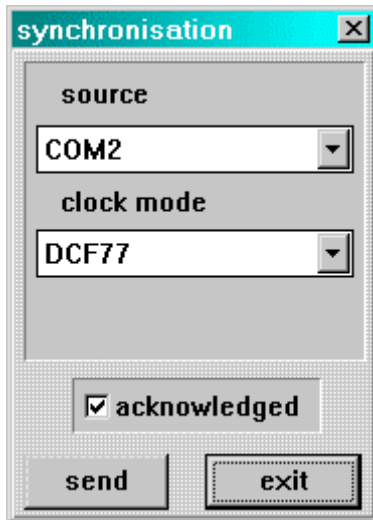 synchronisation
source
COM2
clock mode
DCF77
acknowledged
send exit